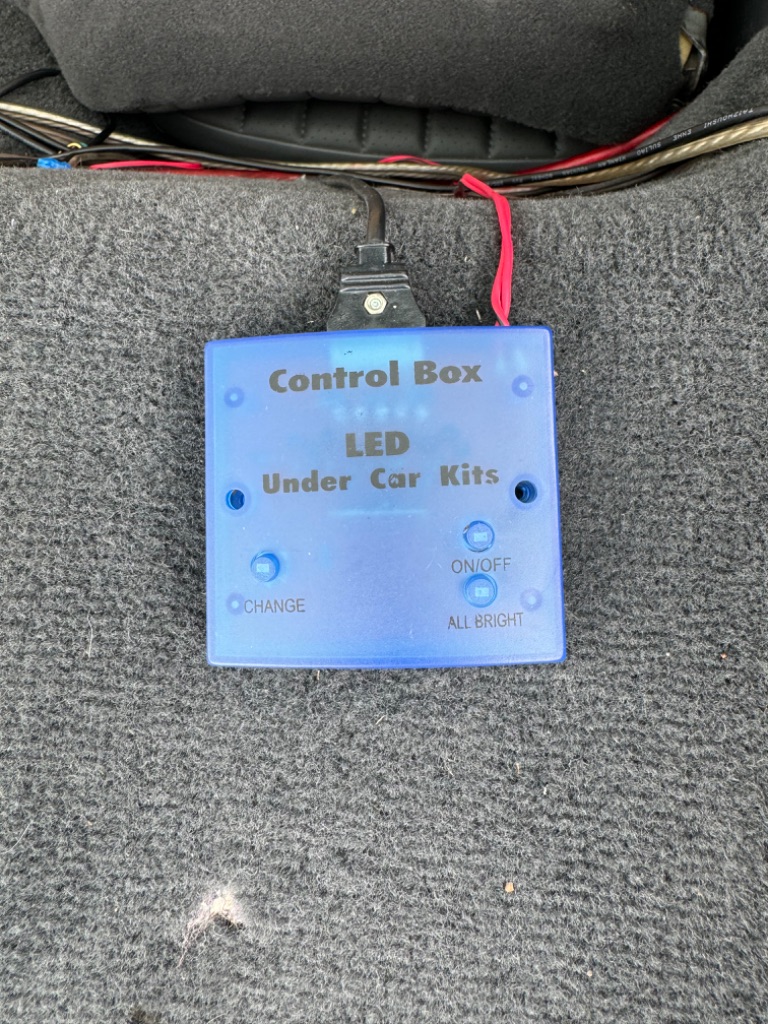 Control Box
LED
Under Car Kits
ON/OFF
CHANGE
ALL BRIGHT